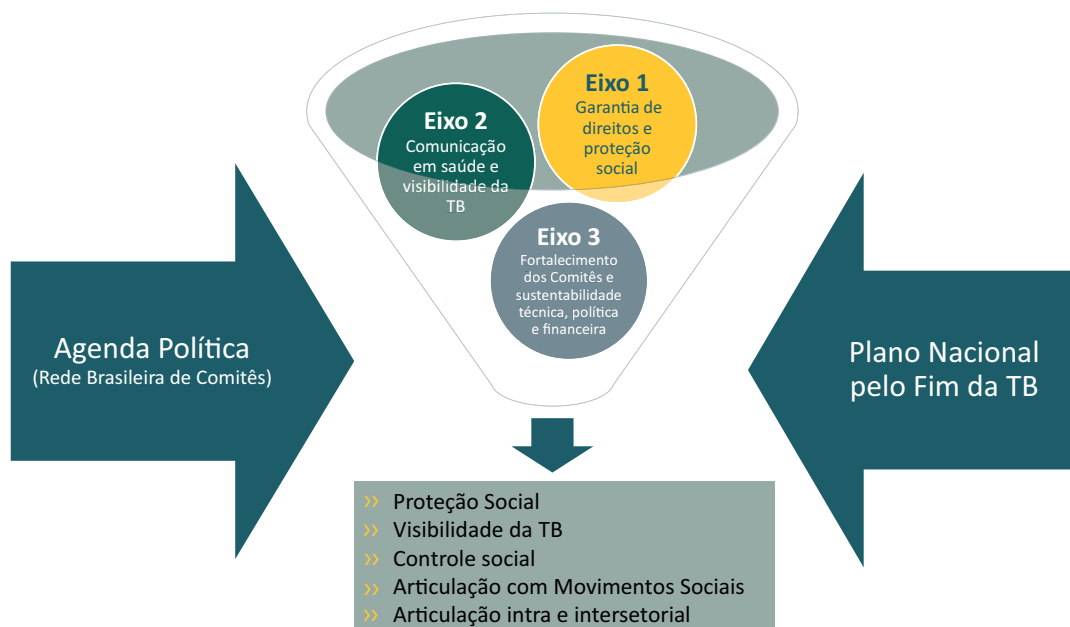 Eixo 1
Garantia de
direitos e
proteção
social
Eixo 2
Comunicação
em saúde e
visibilidade da
TB
Eixo 3
Fortalecimento
dos Comitês e
sustentabilidade
técnica, política
e financeira
Agenda Política
(Rede Brasileira de Comitês)
Plano Nacional
pelo Fim da TB
Proteção Social
Visibilidade da TB
Controle social
Articulação com Movimentos Sociais
Articulação intra e intersetorial